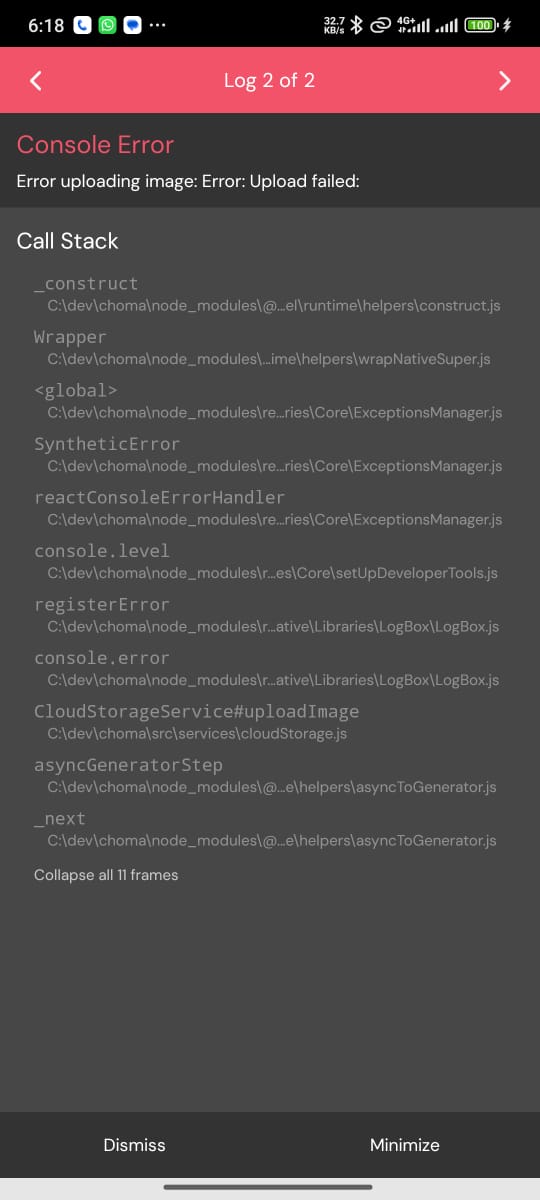 6:18
32.7
KB/s
4G+
100
Log 2 of 2
Console Error
Error uploading image: Error: Upload failed:
Call Stack
_construct
C:\dev\choma\node_modules\@...el\runtime\helpers\construct.js
Wrapper
C:\dev\choma\node_modules\...ime\helpers\wrapNativeSuper.js
<global>
C:\dev\choma\node_modules\re...ries\Core\ExceptionsManager.js
SyntheticError
C:\dev\choma\node_modules\re...ries\Core\ExceptionsManager.js
reactConsoleErrorHandler
C:\dev\choma\node_modules\re...ries\Core\ExceptionsManager.js
console.level
C:\dev\choma\node_modules\r...es\Core\setUpDeveloperTools.js
registerError
C:\dev\choma\node_modules\r...ative\Libraries\LogBox\LogBox.js
console.error
C:\dev\choma\node_modules\r...ative\Libraries\LogBox\LogBox.js
CloudStorageService#uploadImage
C:\dev\choma\src\services\cloudStorage.js
asyncGeneratorStep
C:\dev\choma\node_modules\@...e\helpers\asyncToGenerator.js
_next
C:\dev\choma\node_modules\@...e\helpers\asyncToGenerator.js
Collapse all 11 frames
Dismiss
Minimize